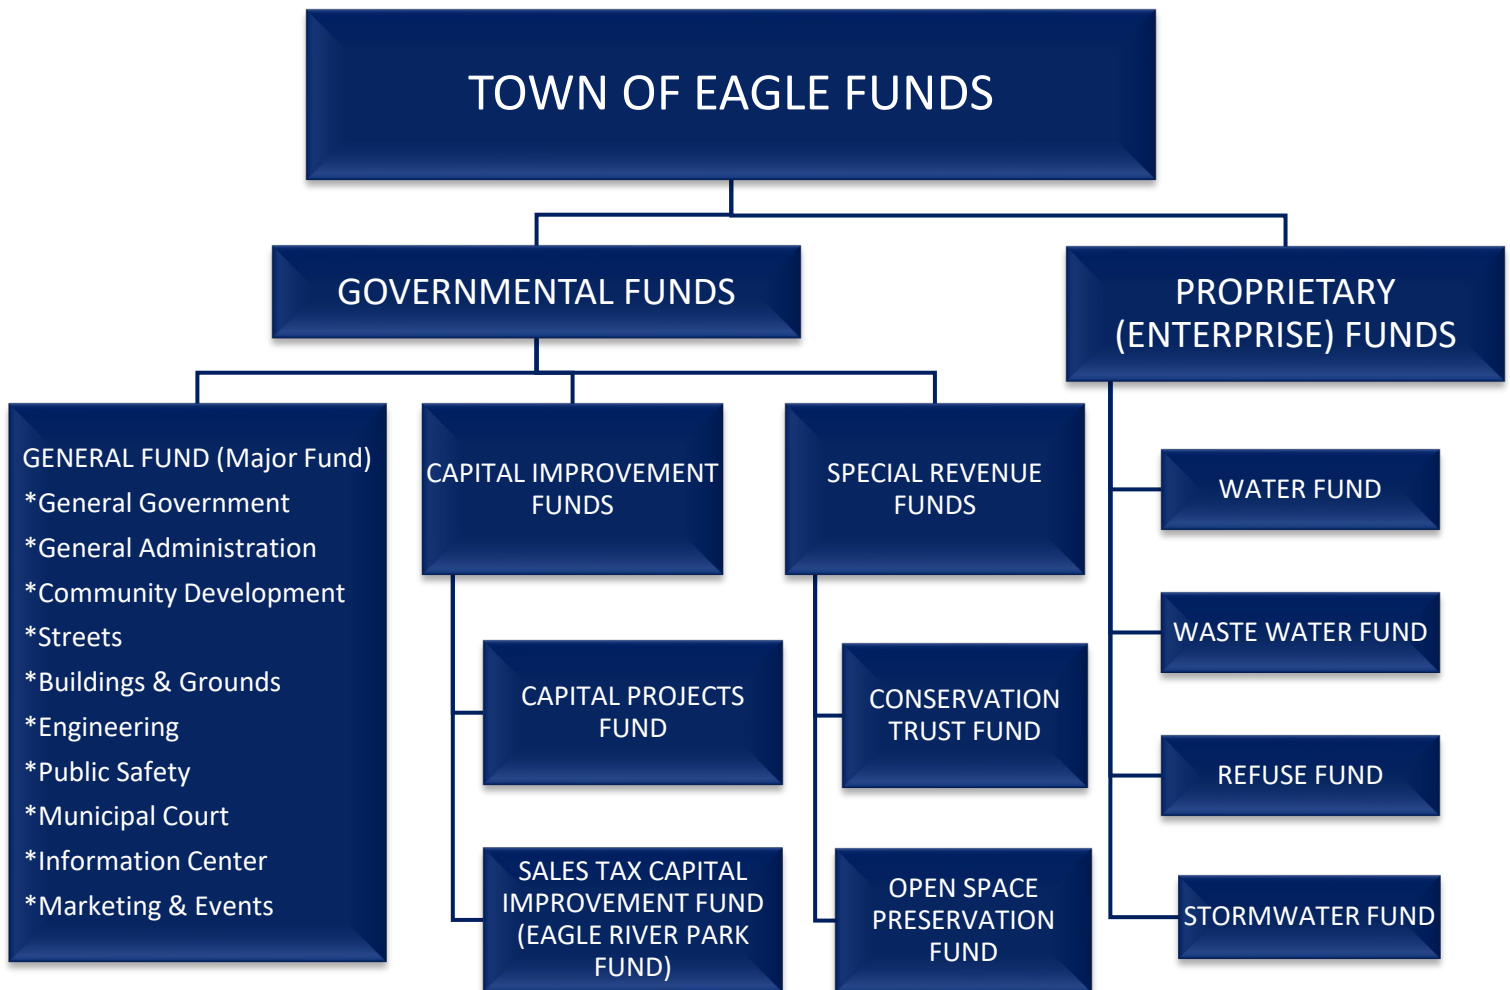 TOWN OF EAGLE FUNDS
GOVERNMENTAL FUNDS
PROPRIETARY
(ENTERPRISE) FUNDS
GENERAL FUND (Major Fund)
*General Government
*General Administration
*Community Development
*Streets
*Buildings & Grounds
*Engineering
*Public Safety
*Municipal Court
*Information Center
*Marketing & Events
CAPITAL IMPROVEMENT
FUNDS
CAPITAL PROJECTS
FUND
SALES TAX CAPITAL
IMPROVEMENT FUND
(EAGLE RIVER PARK
FUND)
SPECIAL REVENUE
FUNDS
CONSERVATION
TRUST FUND
OPEN SPACE
PRESERVATION
FUND
WATER FUND
WASTE WATER FUND
REFUSE FUND
STORMWATER FUND